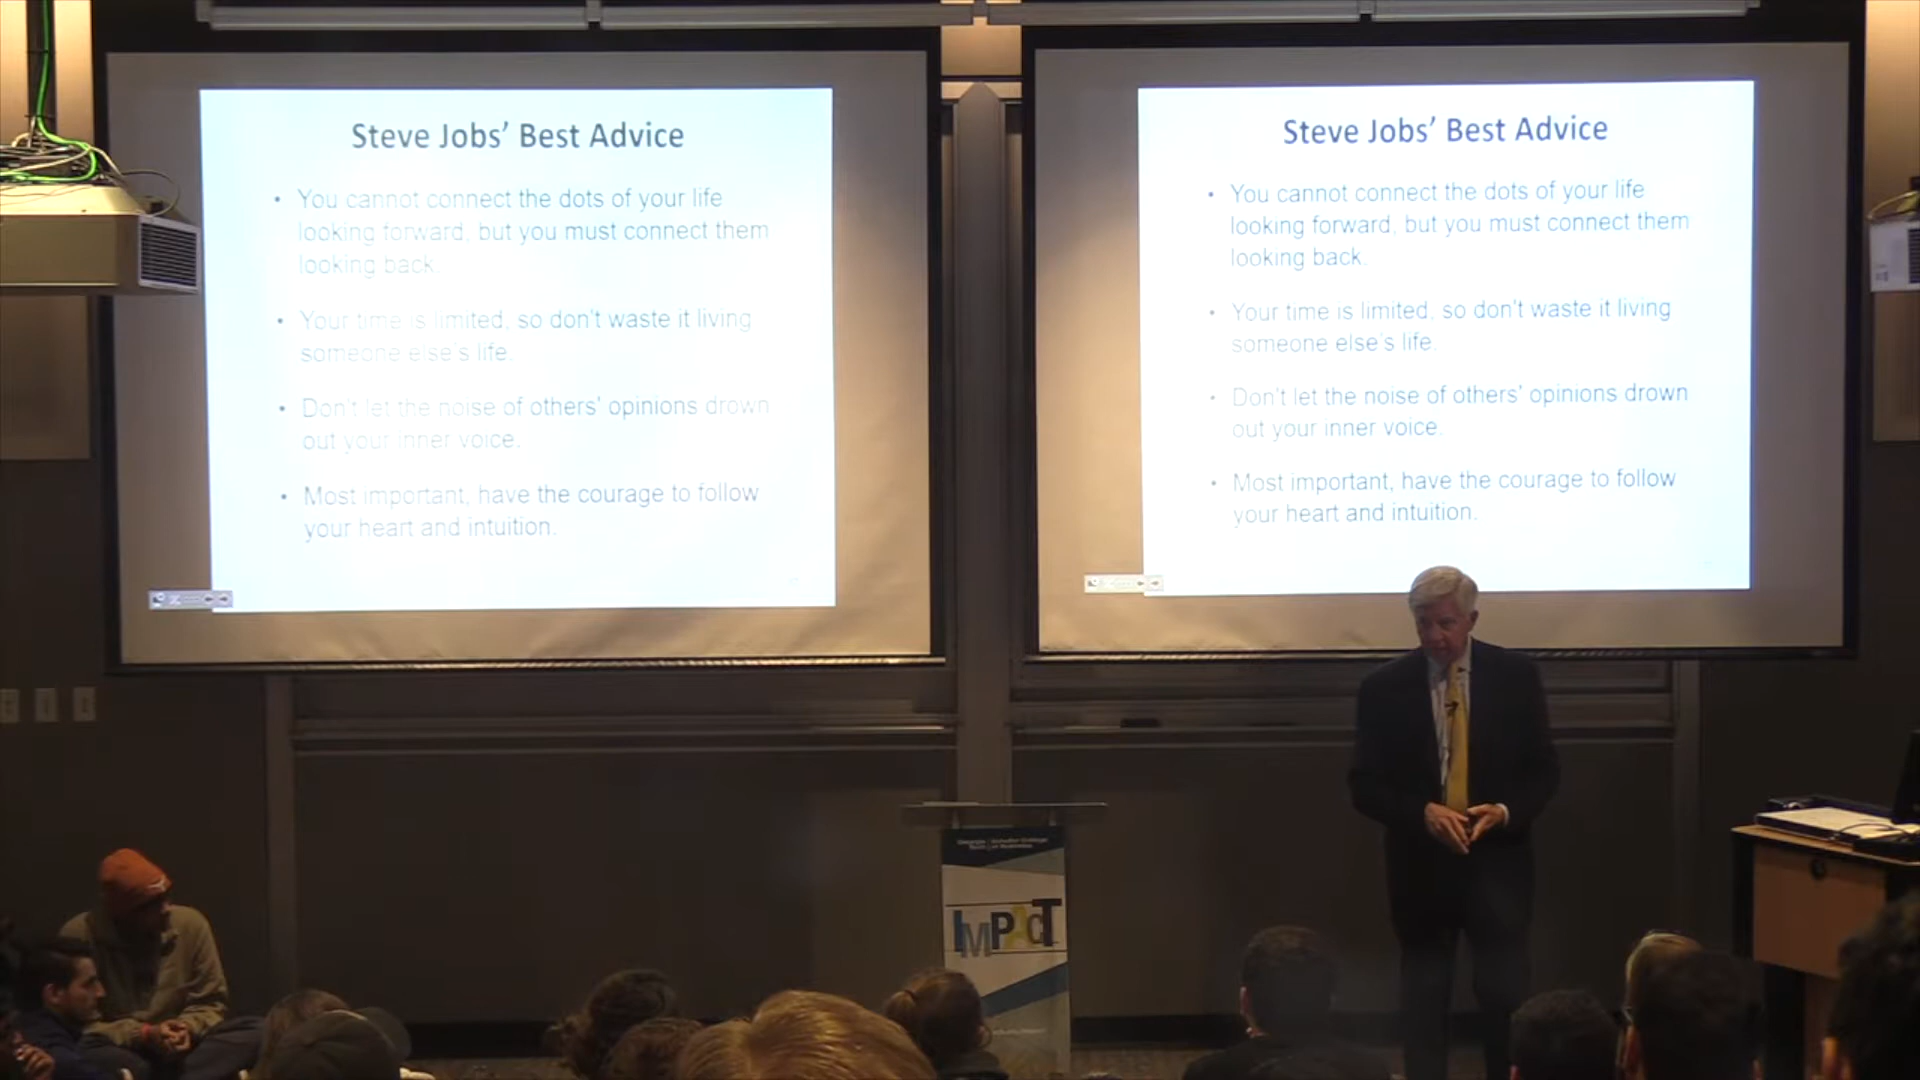 Steve Jobs’ Best Advice
• You cannot connect the dots of your life
looking forward, but you must connect them
looking back.
• Your time is limited, so don't waste it living
someone else's life.
• Don't let the noise of others' opinions drown
out your inner voice.
• Most important, have the courage to follow
your heart and intuition.
Steve Jobs’ Best Advice
• You cannot connect the dots of your life
looking forward, but you must connect them
looking back.
• Your time is limited, so don't waste it living
someone else's life.
• Don't let the noise of others' opinions drown
out your inner voice.
• Most important, have the courage to follow
your heart and intuition.
IMPACT